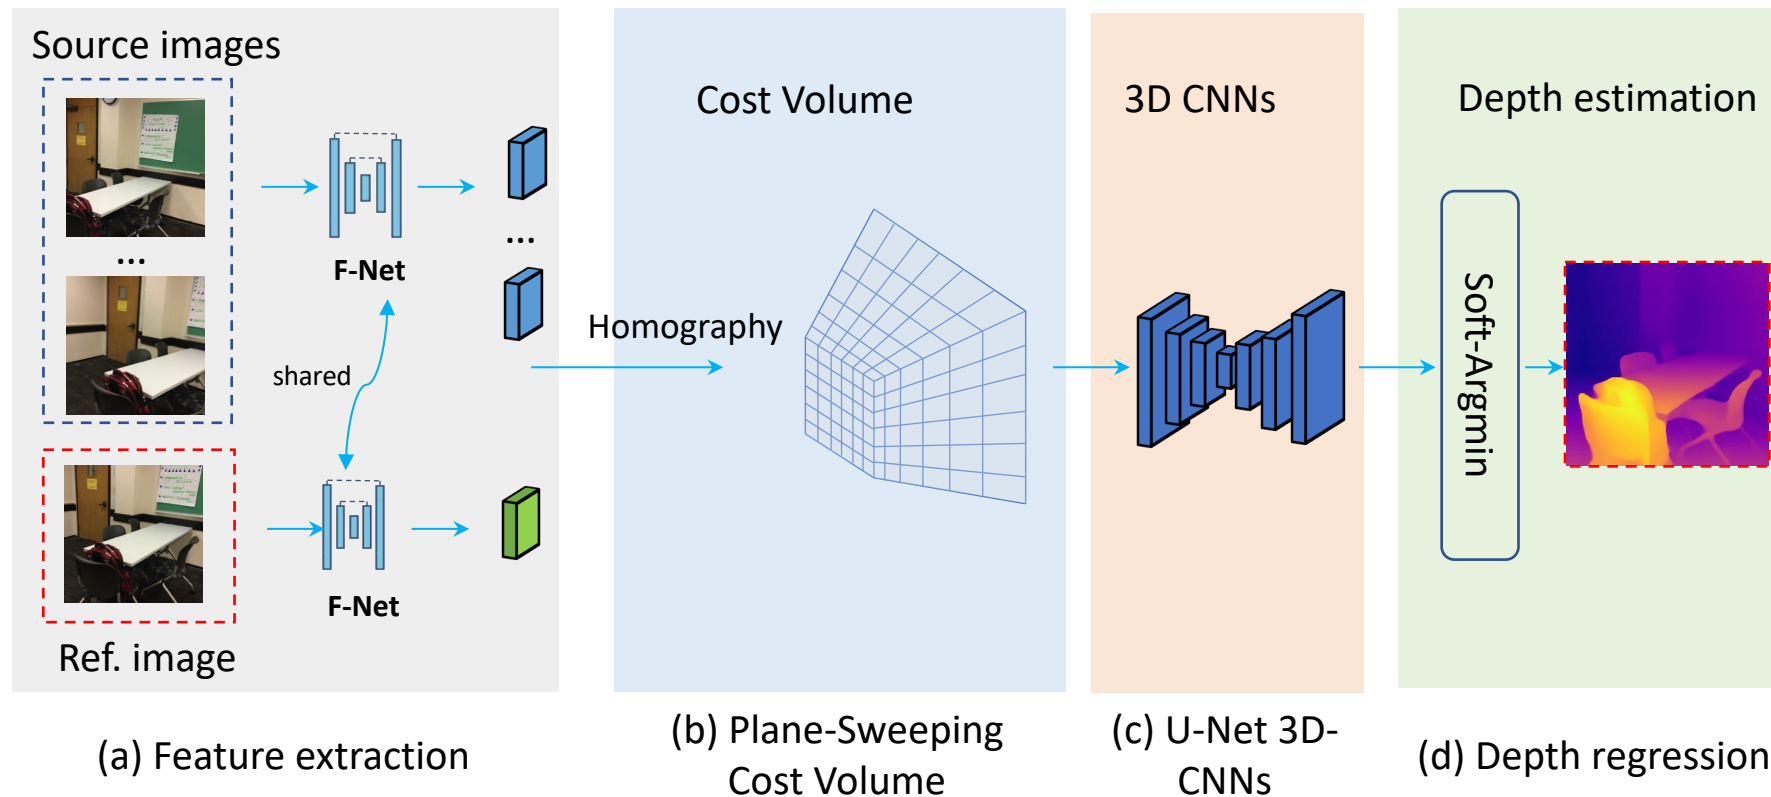 Source images
...
F-Net
...
shared
F-Net
Ref. image
(a) Feature extraction
Homography
Cost Volume
(b) Plane-Sweeping
Cost Volume
3D CNNs
(c) U-Net 3D-
CNNs
Depth estimation
Soft-Argmin
(d) Depth regression